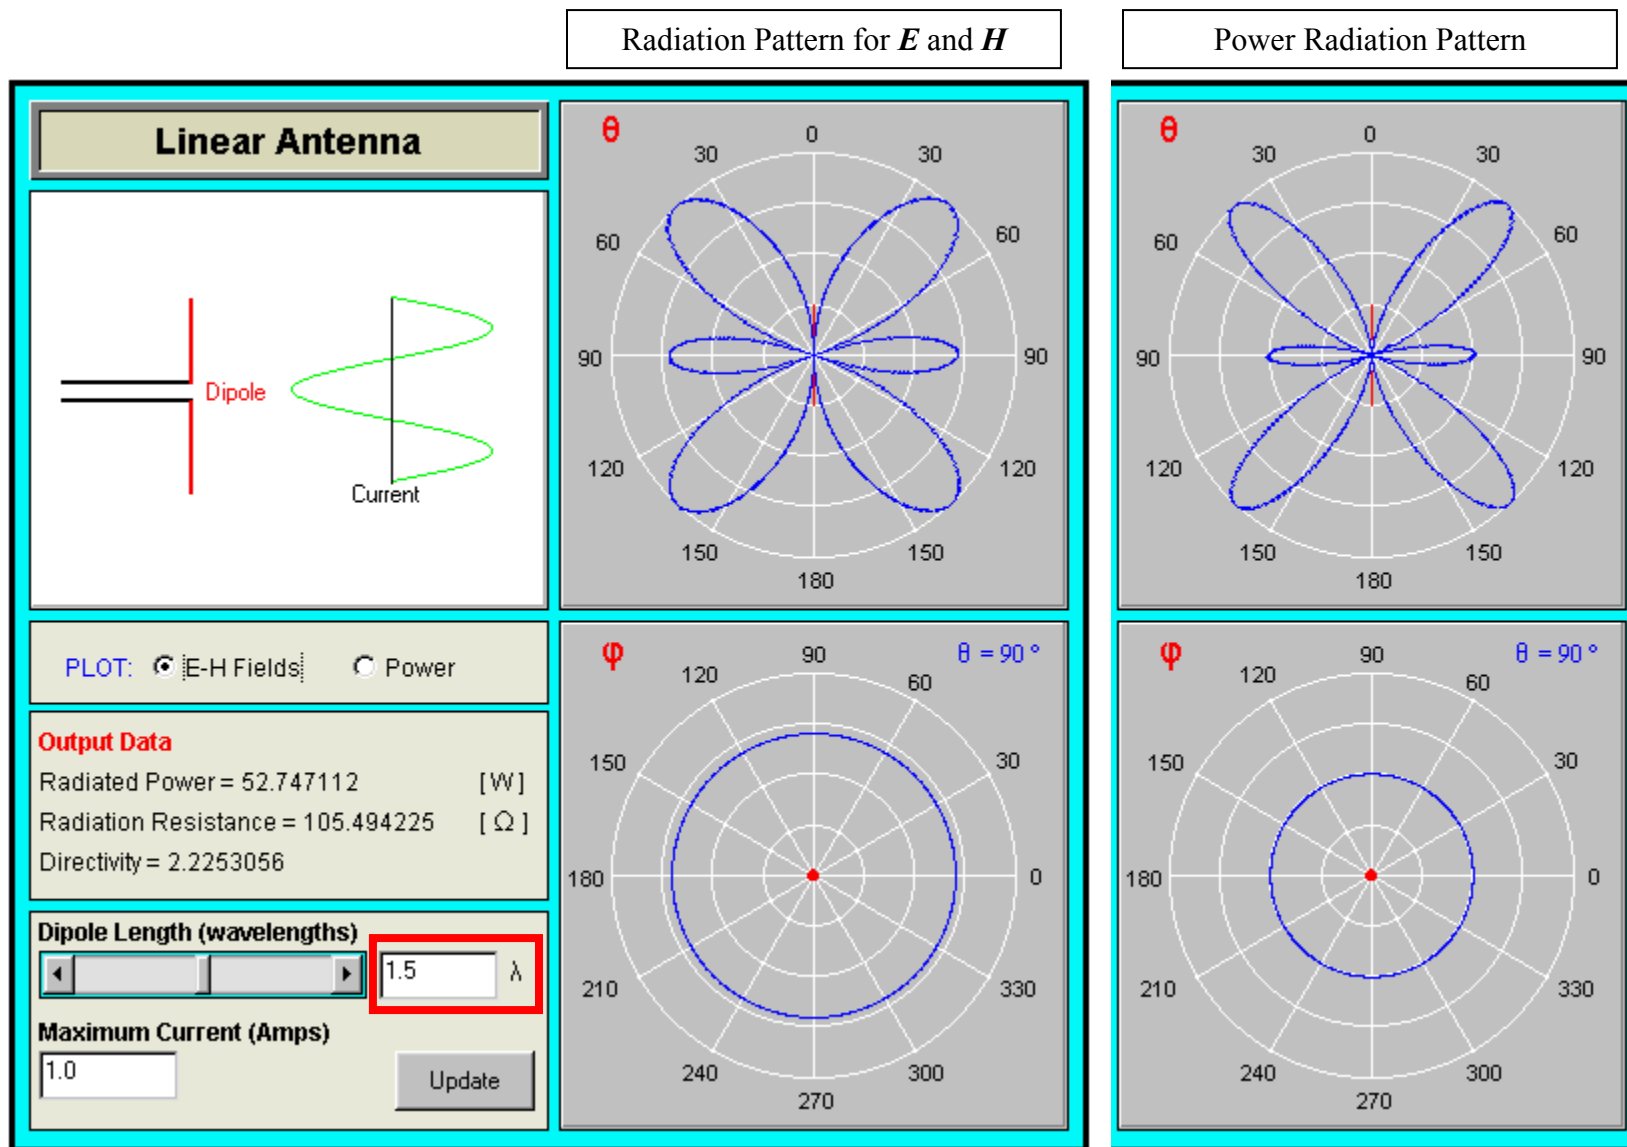 Radiation Pattern for E and H
Power Radiation Pattern
Linear Antenna
Dipole
Current
PLOT: E-H Fields Power
Output Data
Radiated Power = 52.747112 [W]
Radiation Resistance = 105.494225 [ Ω ]
Directivity = 2.2253056
Dipole Length (wavelengths)
1.5 λ
Maximum Current (Amps)
1.0
Update
θ
0
30 30
60 60
90 90
120 120
150 150
180
θ
0
30 30
60 60
90 90
120 120
150 150
180
φ
90
θ = 90 °
120 60
150 30
180 0
210 330
240 300
270
φ
90
θ = 90 °
120 60
150 30
180 0
210 330
240 300
270